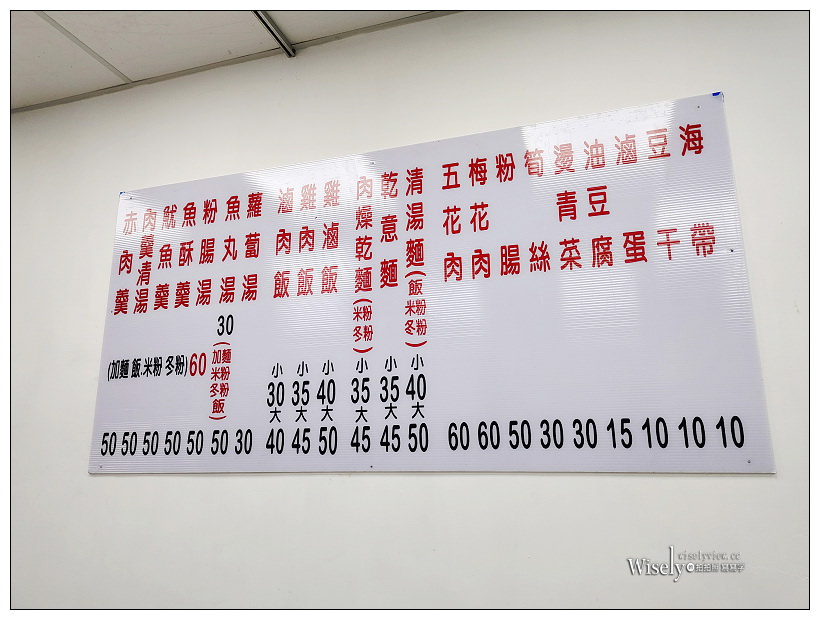 赤肉羹 50
肉羹清湯 50
魷魚羹 50
魚酥羹 50
粉腸湯 50
(加麵 飯.米粉 冬粉)60
魚丸湯 30
(加麵米粉冬粉飯) 50
蘿蔔湯 30
滷肉飯 小30 大40
雞肉飯 小35 大45
雞滷飯 小40 大50
肉燥乾麵(米粉冬粉) 小35 大45
乾意麵 小35 大45
清湯麵(飯米粉冬粉) 小40 大50
五花肉 60
梅花肉 60
粉腸 50
筍絲 30
燙青菜 30
油豆腐 15
滷蛋 10
豆干 10
海帶 10
wiselyview.cc
Wisely